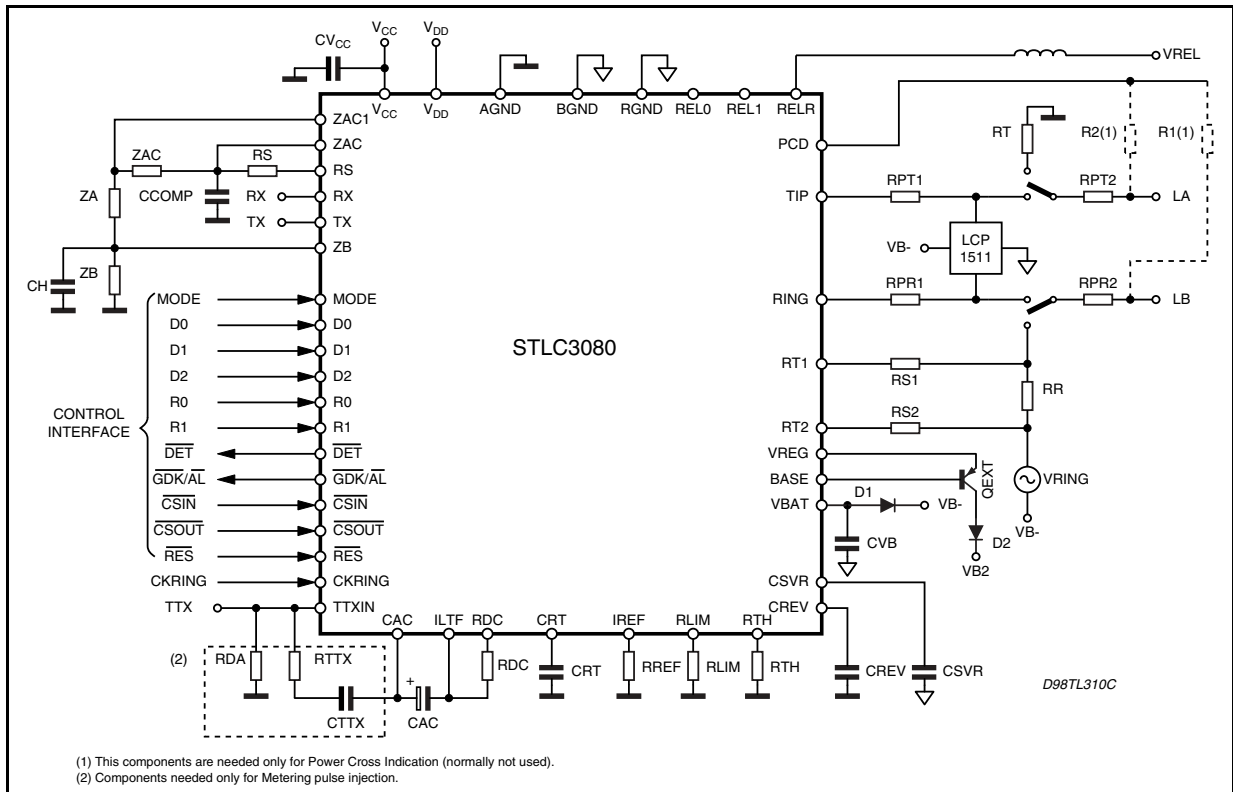 CVCC
VCC
VDD
VREL
VCC
VDD
AGND
BGND
RGND
REL0
REL1
RELR
ZAC1
ZAC
RS
RX
TX
ZB
MODE
D0
D1
D2
R0
R1
DET
GDK/AL
CSIN
CSOUT
RES
CKRING
TTXIN
ZAC
RS
ZA
CCOMP
RX
TX
CH
ZB
MODE
D0
D1
D2
R0
R1
DET
GDK/AL
CSIN
CSOUT
RES
CKRING
TTX
CONTROL
INTERFACE
STLC3080
PCD
TIP
RING
RT1
RT2
VREG
BASE
VBAT
CSVR
CREV
RT
R2(1)
R1(1)
RPT1
RPT2
LA
VB-
LCP
1511
RPR1
RPR2
LB
RS1
RR
RS2
QEXT
VRING
D1
VB-
VB-
D2
CVB
VB2
CAC
ILTF
RDC
CRT
IREF
RLIM
RTH
(2)
RDA
RTTX
RDC
CRT
RREF
RLIM
RTH
CREV
CSVR
+
CTTX
CAC
D98TL310C
(1) This components are needed only for Power Cross Indication (normally not used).
(2) Components needed only for Metering pulse injection.